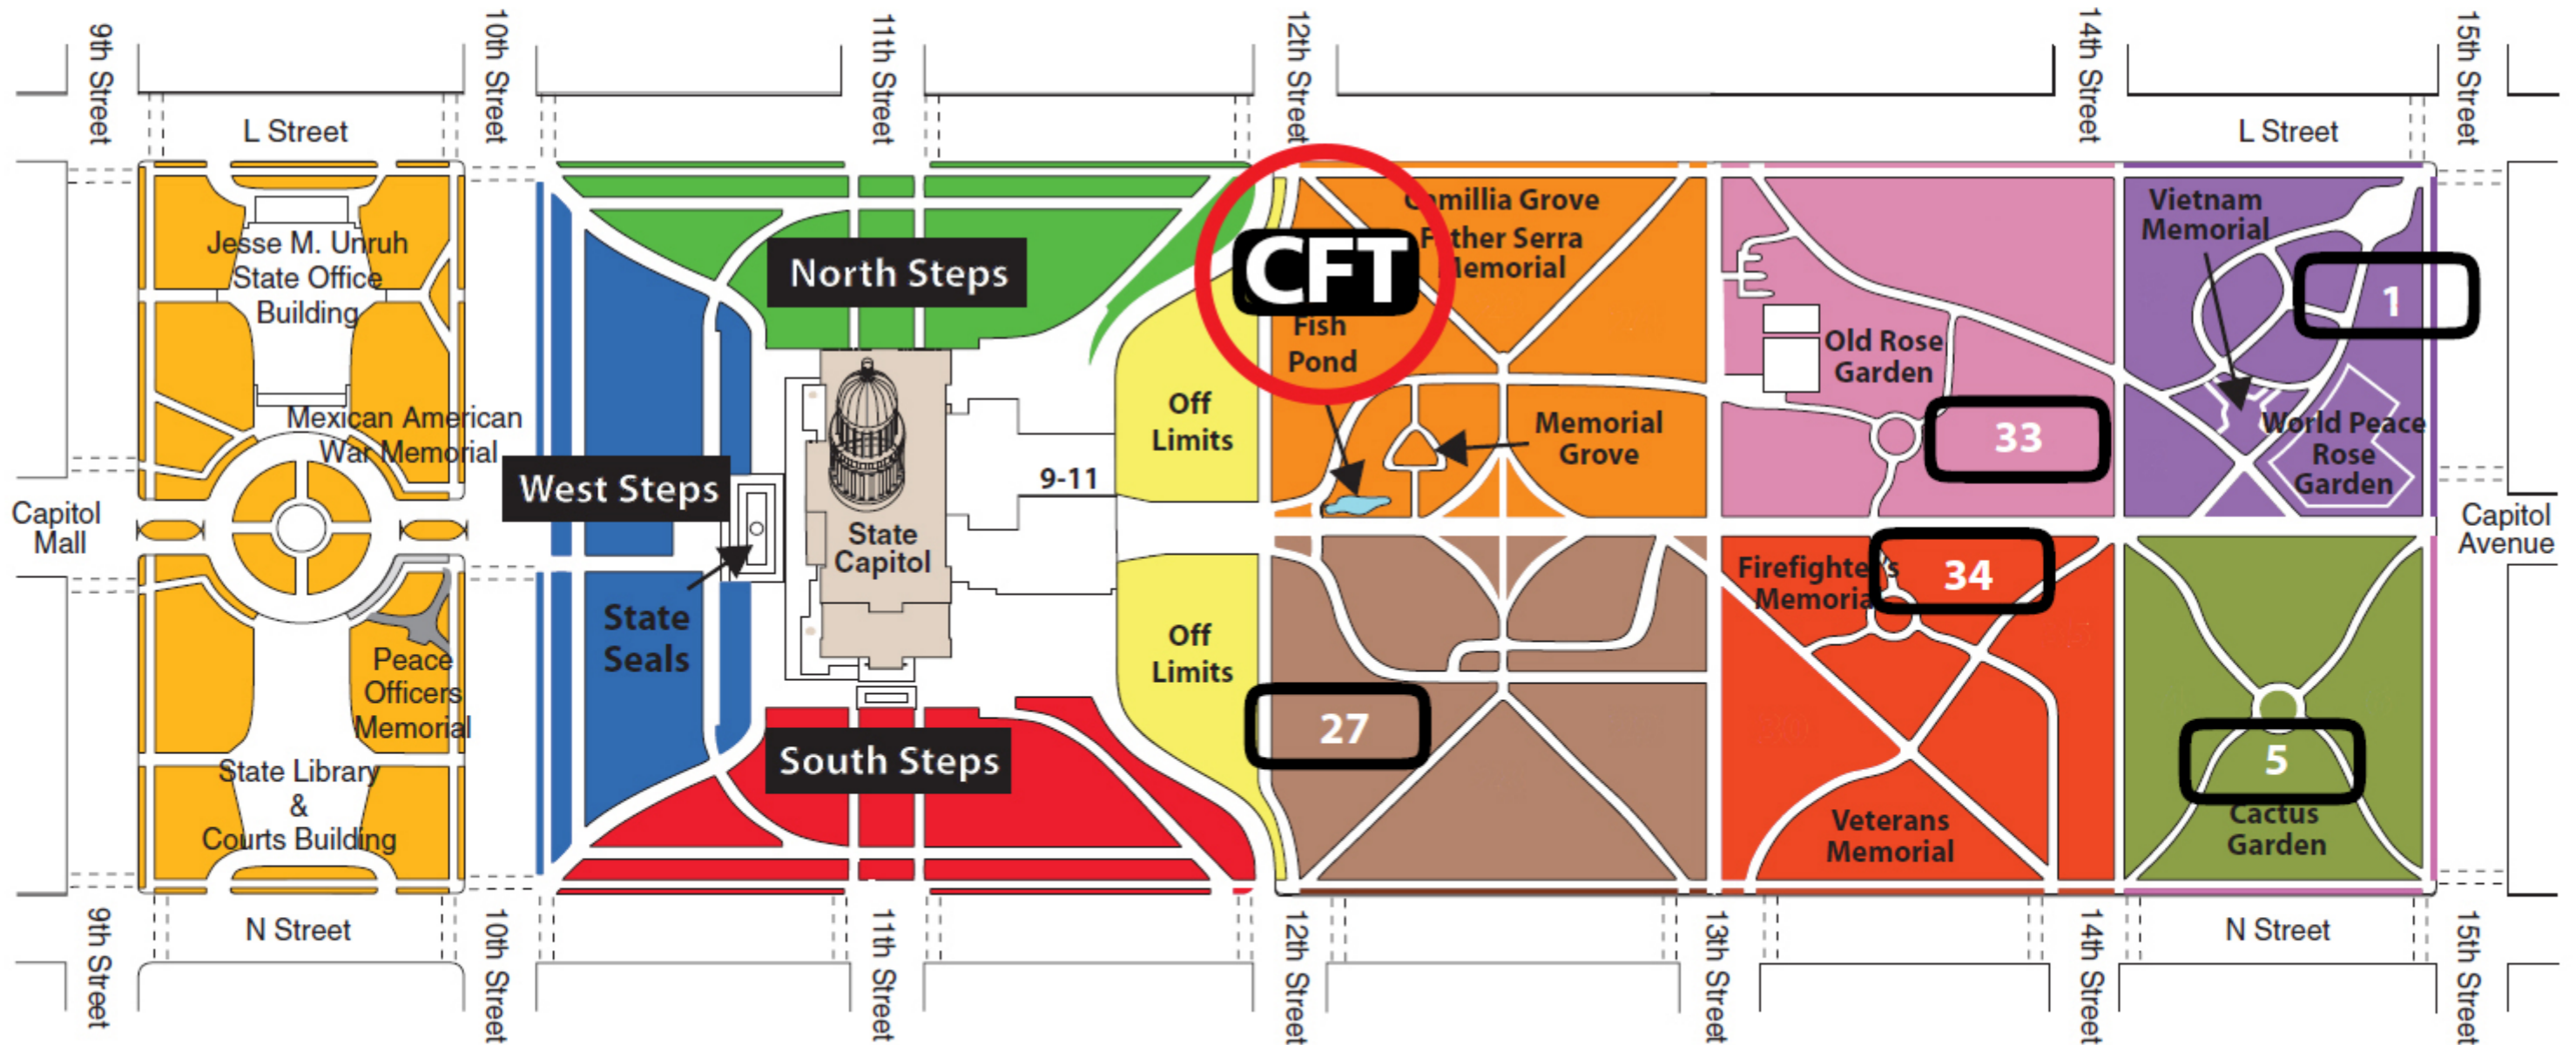 9th Street
10th Street
11th Street
12th Street
14th Street
15th Street
L Street
L Street
Jesse M. Unruh
State Office
Building
Mexican American
War Memorial
Capitol
Mall
Peace
Officers
Memorial
State Library
&
Courts Building
North Steps
West Steps
State
Seals
State
Capitol
9-11
South Steps
Off
Limits
Off
Limits
CFT
Camillia Grove
Father Serra
Memorial
Fish
Pond
Memorial
Grove
27
Old Rose
Garden
33
Firefighters
Memorial
34
Veterans
Memorial
Vietnam
Memorial
1
World Peace
Rose
Garden
5
Cactus
Garden
Capitol
Avenue
N Street
N Street
9th Street
10th Street
11th Street
12th Street
13th Street
14th Street
15th Street